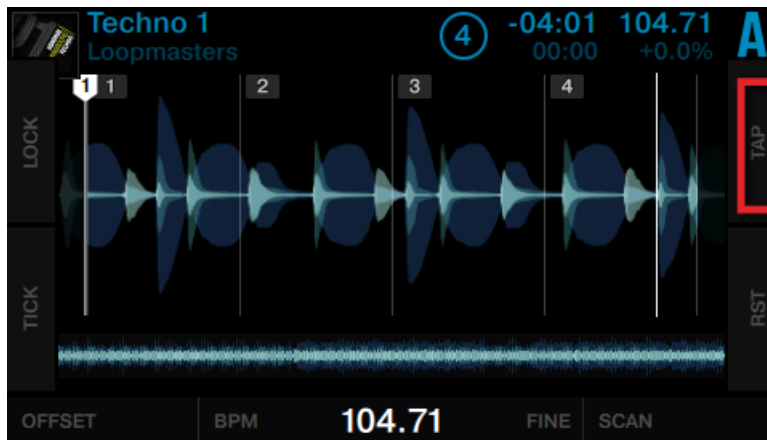 Techno 1
Loopmasters
4
-04:01 104.71
00:00 +0.0%
A
1 1 2 3 4
LOCK
TICK
TAP
RST
OFFSET BPM 104.71 FINE SCAN